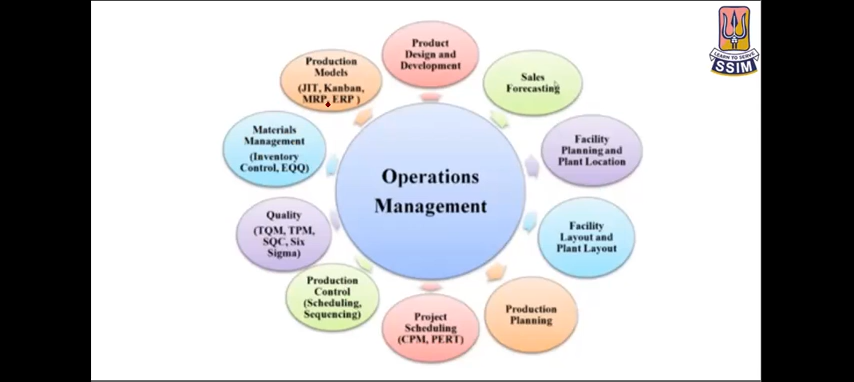 Product
Design and
Development
Sales
Forecasting
Facility
Planning and
Plant Location
Facility
Layout and
Plant Layout
Production
Planning
Project
Scheduling
(CPM, PERT)
Production
Control
(Scheduling,
Sequencing)
Quality
(TQM, TPM,
SQC, Six
Sigma)
Materials
Management
(Inventory
Control, EQQ)
Production
Models
(JIT, Kanban,
MRP, ERP )
Operations
Management
LEARN TO SERVE
SSIM